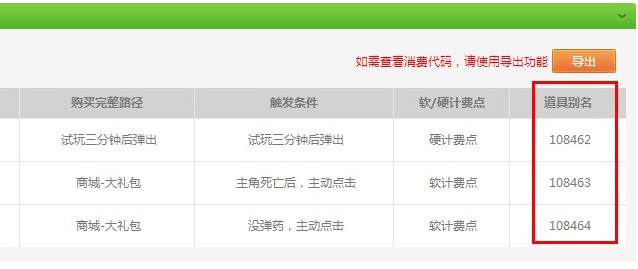 如需查看消费代码，请使用导出功能 导出
购买完整路径 触发条件 软/硬计费点 道具别名
试玩三分钟后弹出 试玩三分钟后弹出 硬计费点 108462
商城-大礼包 主角死亡后，主动点击 软计费点 108463
商城-大礼包 没弹药，主动点击 软计费点 108464